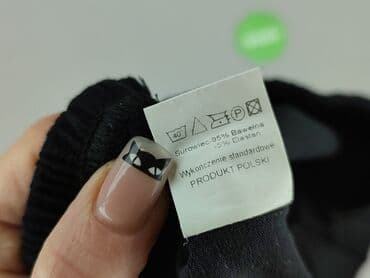 40 P
Surowiec 95% Bawełna
-5% Elastan
Wykończenie standardowe
PRODUKT POLSKI